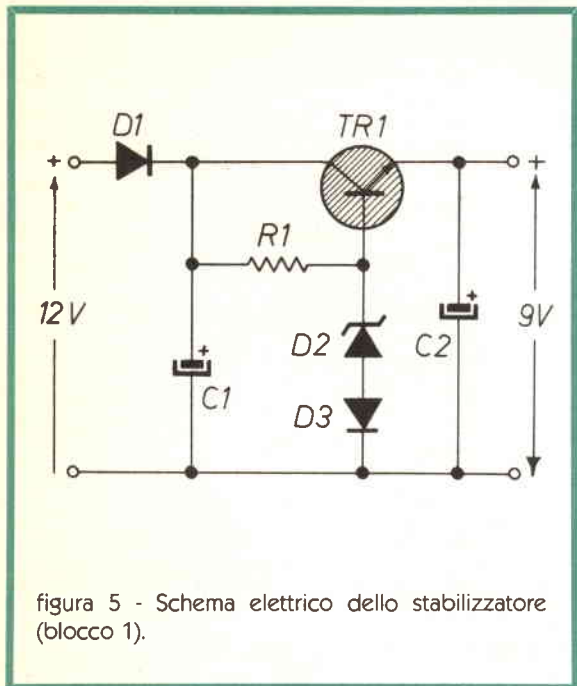 D1
TR1
+
+
R1
12V
+
C1
D2
D3
+
C2
9V
figura 5 - Schema elettrico dello stabilizzatore
(blocco 1).